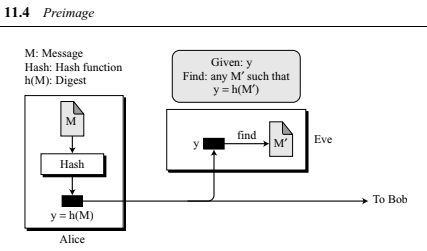 11.4 Preimage
M: Message
Hash: Hash function
h(M): Digest
Given: y
Find: any M′ such that
y = h(M′)
M
Hash
y = h(M)
Alice
y
find
M′
Eve
To Bob